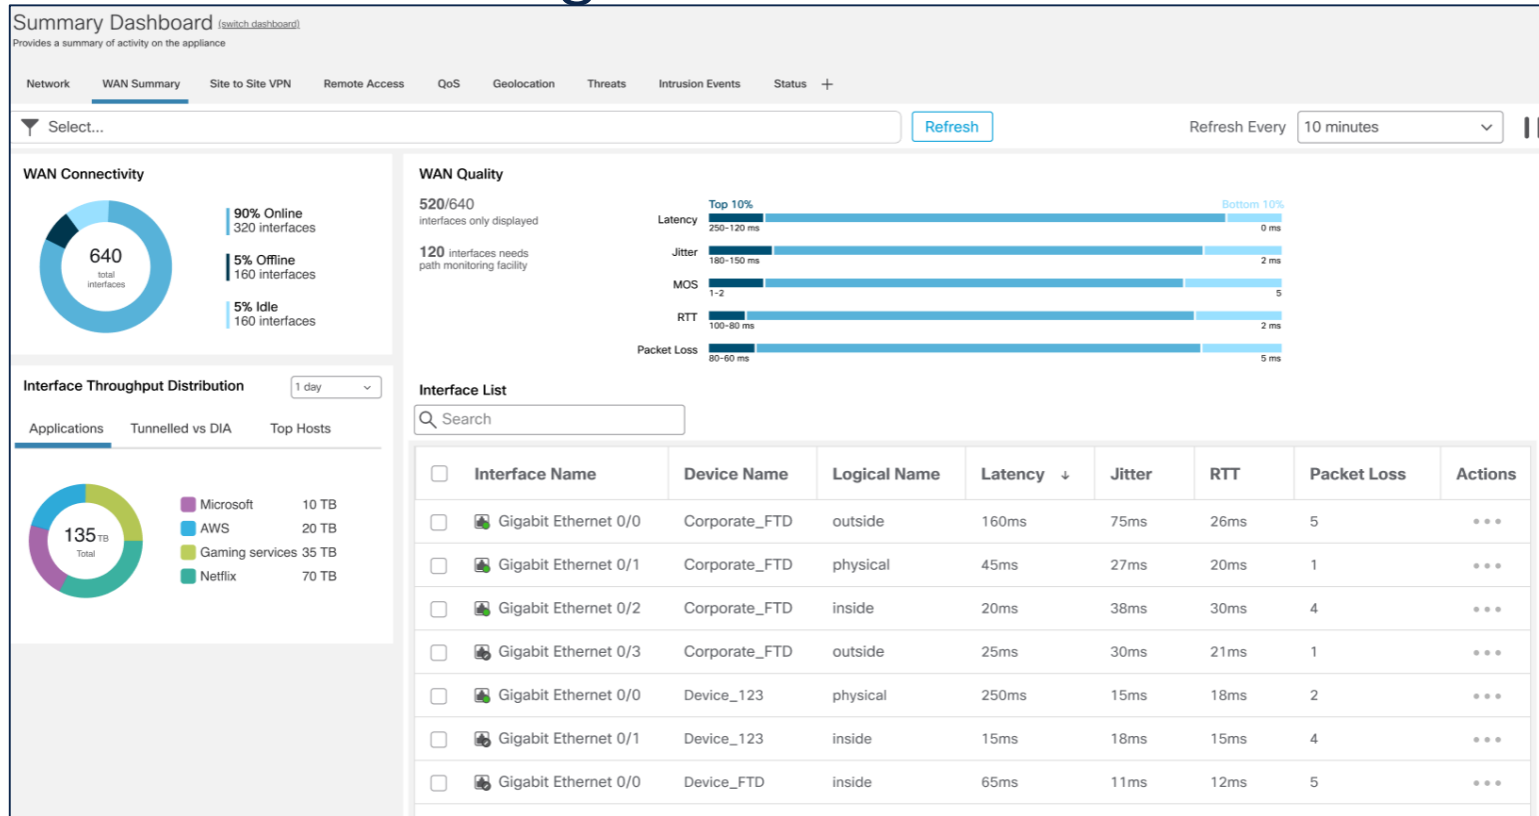 Summary Dashboard (switch dashboard)
Provides a summary of activity on the appliance
Network WAN Summary Site to Site VPN Remote Access QoS Geolocation Threats Intrusion Events Status +
Select... Refresh Refresh Every 10 minutes
WAN Connectivity
640
total
interfaces
90% Online
320 interfaces
5% Offline
160 interfaces
5% Idle
160 interfaces
Interface Throughput Distribution 1 day
Applications Tunnelled vs DIA Top Hosts
135 TB
Total
Microsoft 10 TB
AWS 20 TB
Gaming services 35 TB
Netflix 70 TB
WAN Quality
520/640
interfaces only displayed
120 interfaces needs
path monitoring facility
Top 10% Bottom 10%
Latency
250-120 ms 0 ms
Jitter
180-150 ms 2 ms
MOS
1-2 5
RTT
100-80 ms 2 ms
Packet Loss
80-60 ms 5 ms
Interface List
Search
Interface Name Device Name Logical Name Latency ↓ Jitter RTT Packet Loss Actions
Gigabit Ethernet 0/0 Corporate_FTD outside 160ms 75ms 26ms 5
Gigabit Ethernet 0/1 Corporate_FTD physical 45ms 27ms 20ms 1
Gigabit Ethernet 0/2 Corporate_FTD inside 20ms 38ms 30ms 4
Gigabit Ethernet 0/3 Corporate_FTD outside 25ms 30ms 21ms 1
Gigabit Ethernet 0/0 Device_123 physical 250ms 15ms 18ms 2
Gigabit Ethernet 0/1 Device_123 inside 15ms 18ms 15ms 4
Gigabit Ethernet 0/0 Device_FTD inside 65ms 11ms 12ms 5